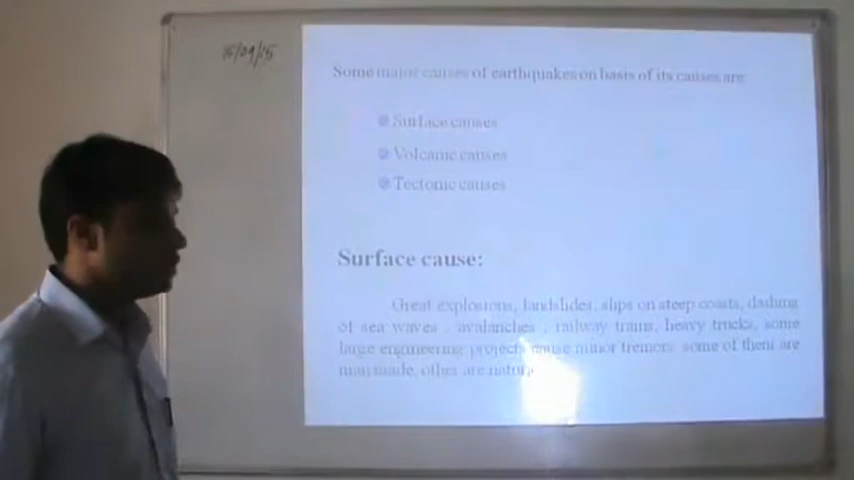 15/09/15
Some major causes of earthquakes on basis of its causes are
Surface causes
Volcanic causes
Tectonic causes
Surface cause:
Great explosions, landslides, slips on steep coasts, dashing
of sea waves , avalanches , railway trains, heavy trucks, some
large engineering projects cause minor tremors. some of them are
man made, other are natural